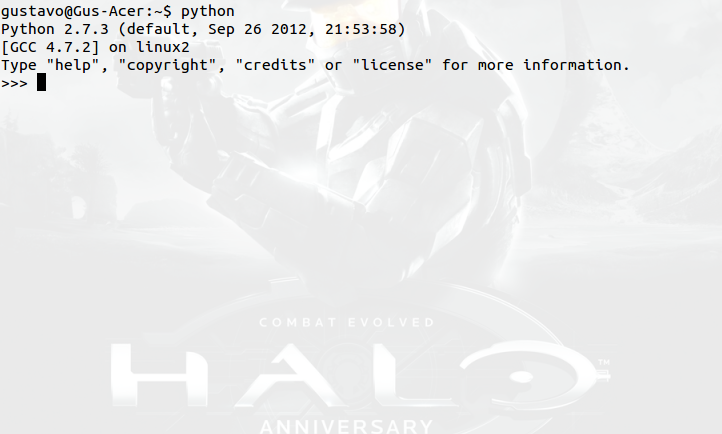 gustavo@Gus-Acer:~$ python
Python 2.7.3 (default, Sep 26 2012, 21:53:58)
[GCC 4.7.2] on linux2
Type "help", "copyright", "credits" or "license" for more information.
>>>
COMBAT EVOLVED
HALO™
ANNIVERSARY